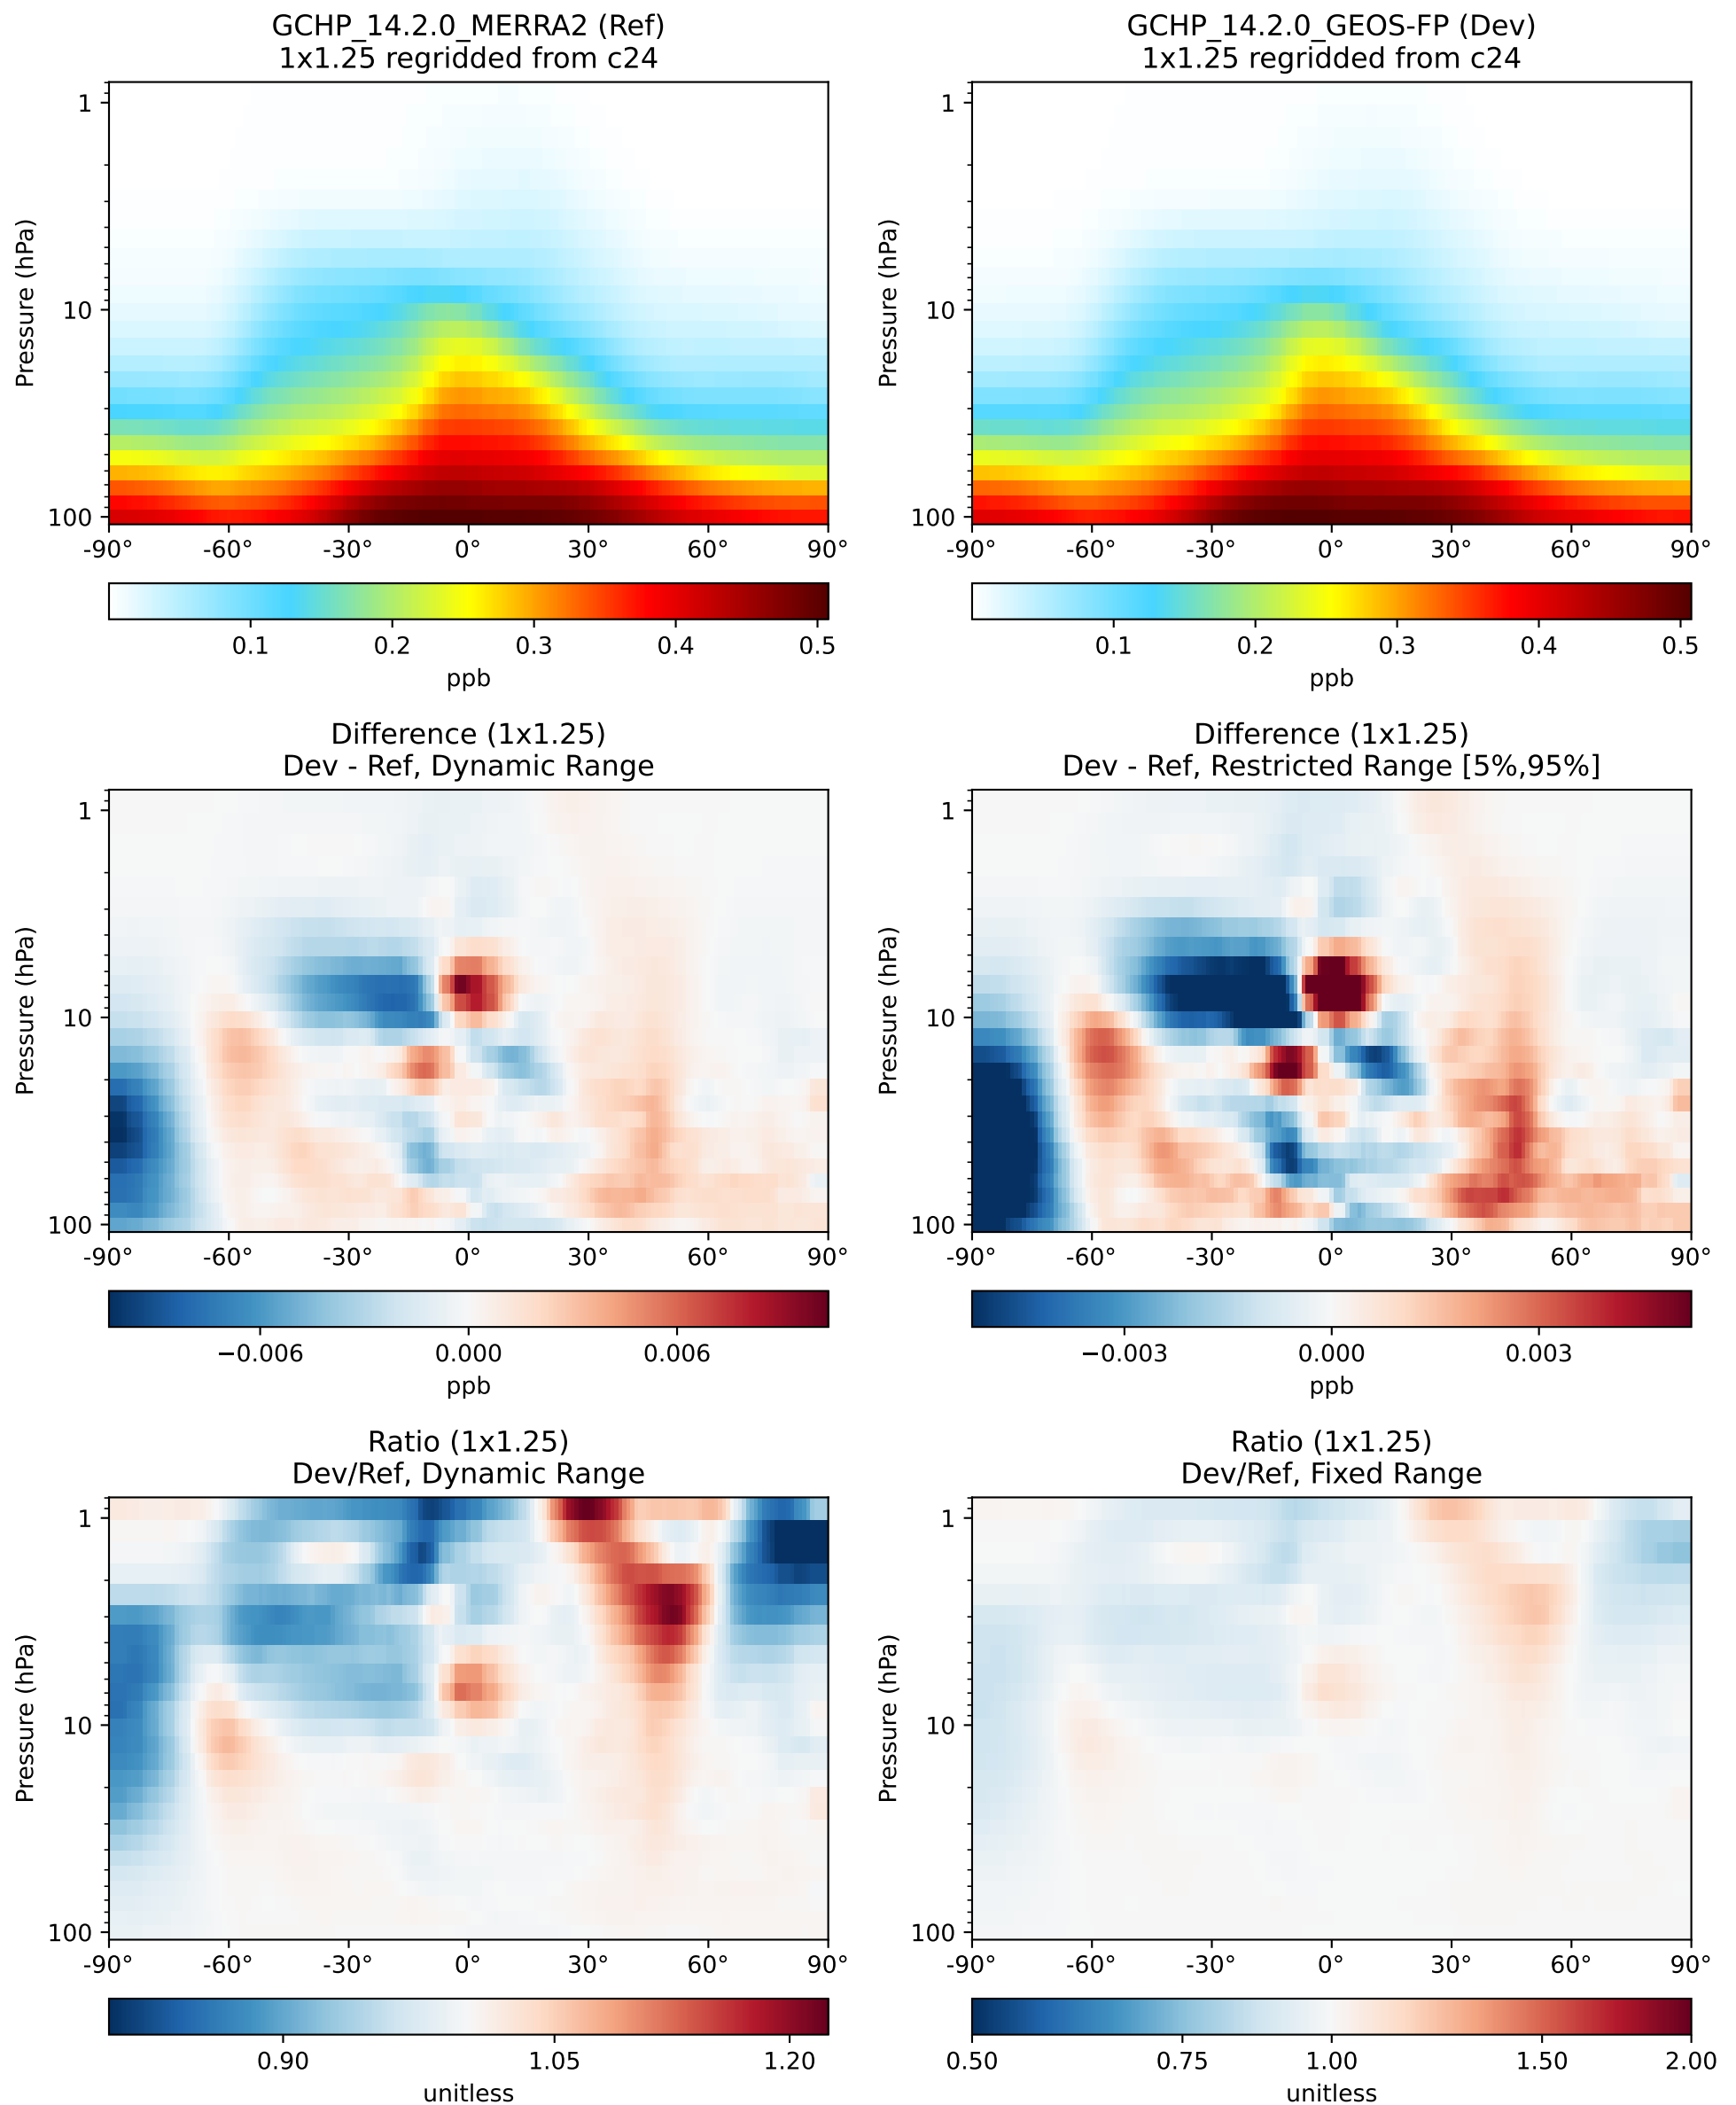 GCHP_14.2.0_MERRA2 (Ref)
1x1.25 regridded from c24
Pressure (hPa)
1
10
100
-90° -60° -30° 0° 30° 60° 90°
0.1 0.2 0.3 0.4 0.5
ppb
GCHP_14.2.0_GEOS-FP (Dev)
1x1.25 regridded from c24
Pressure (hPa)
1
10
100
-90° -60° -30° 0° 30° 60° 90°
0.1 0.2 0.3 0.4 0.5
ppb
Difference (1x1.25)
Dev - Ref, Dynamic Range
Pressure (hPa)
1
10
100
-90° -60° -30° 0° 30° 60° 90°
−0.006 0.000 0.006
ppb
Difference (1x1.25)
Dev - Ref, Restricted Range [5%,95%]
Pressure (hPa)
1
10
100
-90° -60° -30° 0° 30° 60° 90°
−0.003 0.000 0.003
ppb
Ratio (1x1.25)
Dev/Ref, Dynamic Range
Pressure (hPa)
1
10
100
-90° -60° -30° 0° 30° 60° 90°
0.90 1.05 1.20
unitless
Ratio (1x1.25)
Dev/Ref, Fixed Range
Pressure (hPa)
1
10
100
-90° -60° -30° 0° 30° 60° 90°
0.50 0.75 1.00 1.50 2.00
unitless